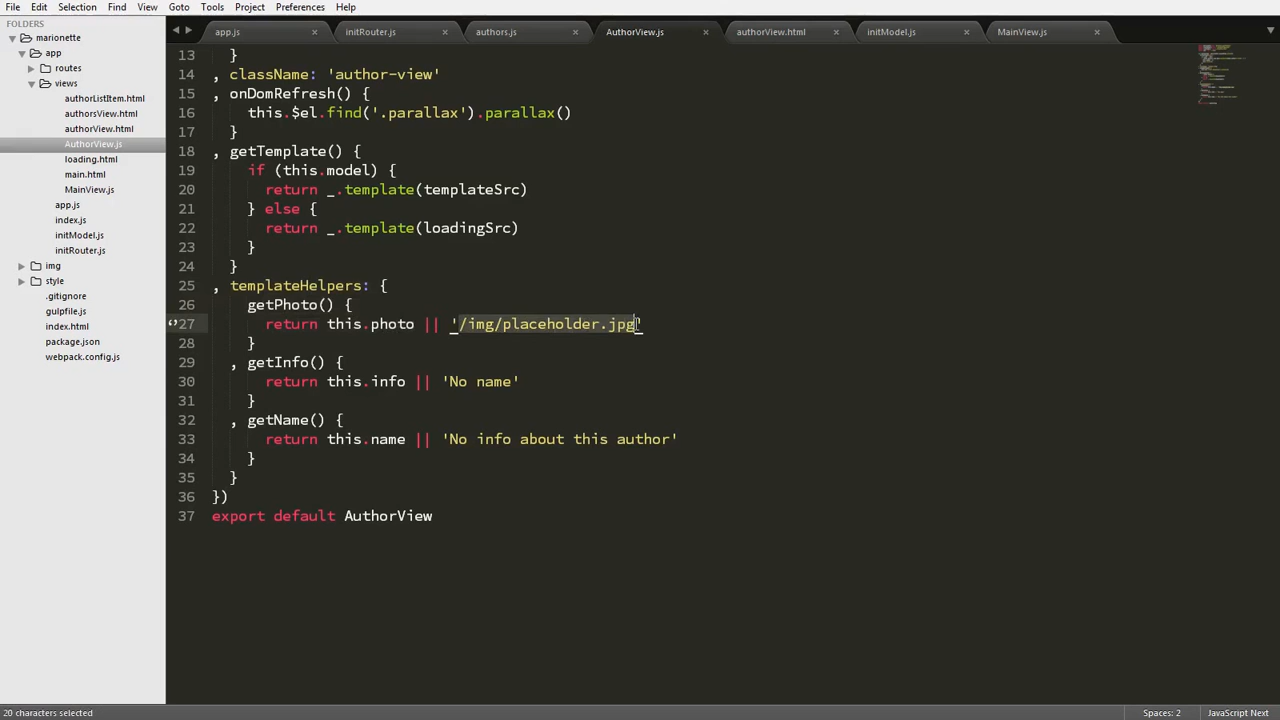 File Edit Selection Find View Goto Tools Project Preferences Help
FOLDERS
marionette
app
routes
views
authorListItem.html
authorsView.html
authorView.html
AuthorView.js
loading.html
main.html
MainView.js
app.js
index.js
initModel.js
initRouter.js
img
style
.gitignore
gulpfile.js
index.html
package.json
webpack.config.js
app.js × initRouter.js × authors.js × AuthorView.js × authorView.html × initModel.js × MainView.js ×
13 }
14 , className: 'author-view'
15 , onDomRefresh() {
16 this.$el.find('.parallax').parallax()
17 }
18 , getTemplate() {
19 if (this.model) {
20 return _.template(templateSrc)
21 } else {
22 return _.template(loadingSrc)
23 }
24 }
25 , templateHelpers: {
26 getPhoto() {
27 return this.photo || '/img/placeholder.jpg'
28 }
29 , getInfo() {
30 return this.info || 'No name'
31 }
32 , getName() {
33 return this.name || 'No info about this author'
34 }
35 }
36 })
37 export default AuthorView
20 characters selected
Spaces: 2
JavaScript Next